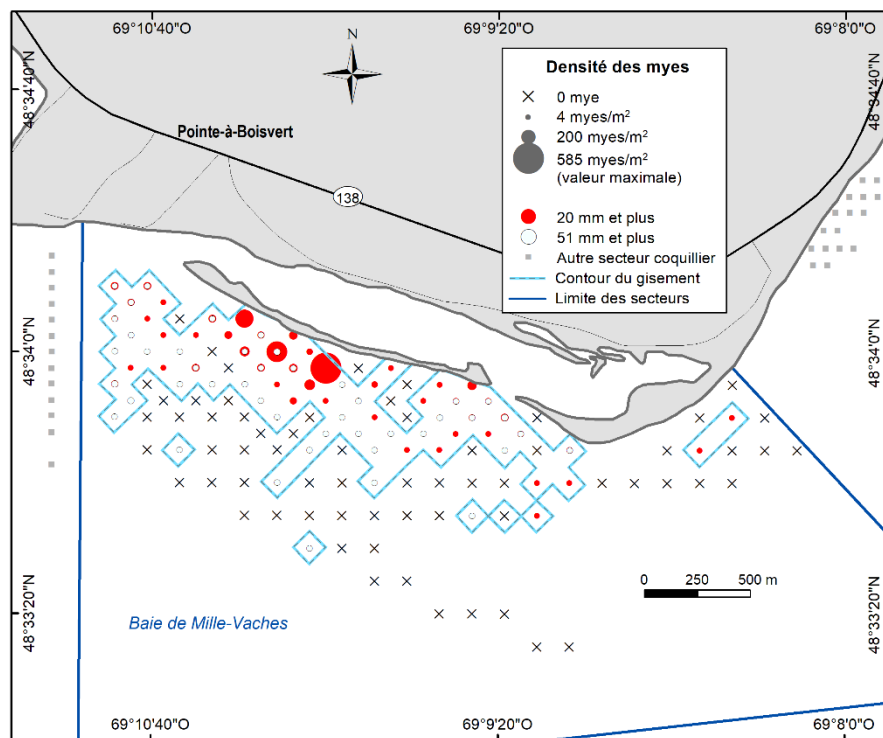 69°10'40"O
69°9'20"O
69°8'0"O
48°34'40"N
48°34'40"N
N
Densité des myes
0 mye
4 myes/m²
200 myes/m²
585 myes/m²
(valeur maximale)
20 mm et plus
51 mm et plus
Autre secteur coquillier
Contour du gisement
Limite des secteurs
Pointe-à-Boisvert
138
48°34'0"N
48°34'0"N
0 250 500 m
48°33'20"N
48°33'20"N
Baie de Mille-Vaches
69°10'40"O
69°9'20"O
69°8'0"O